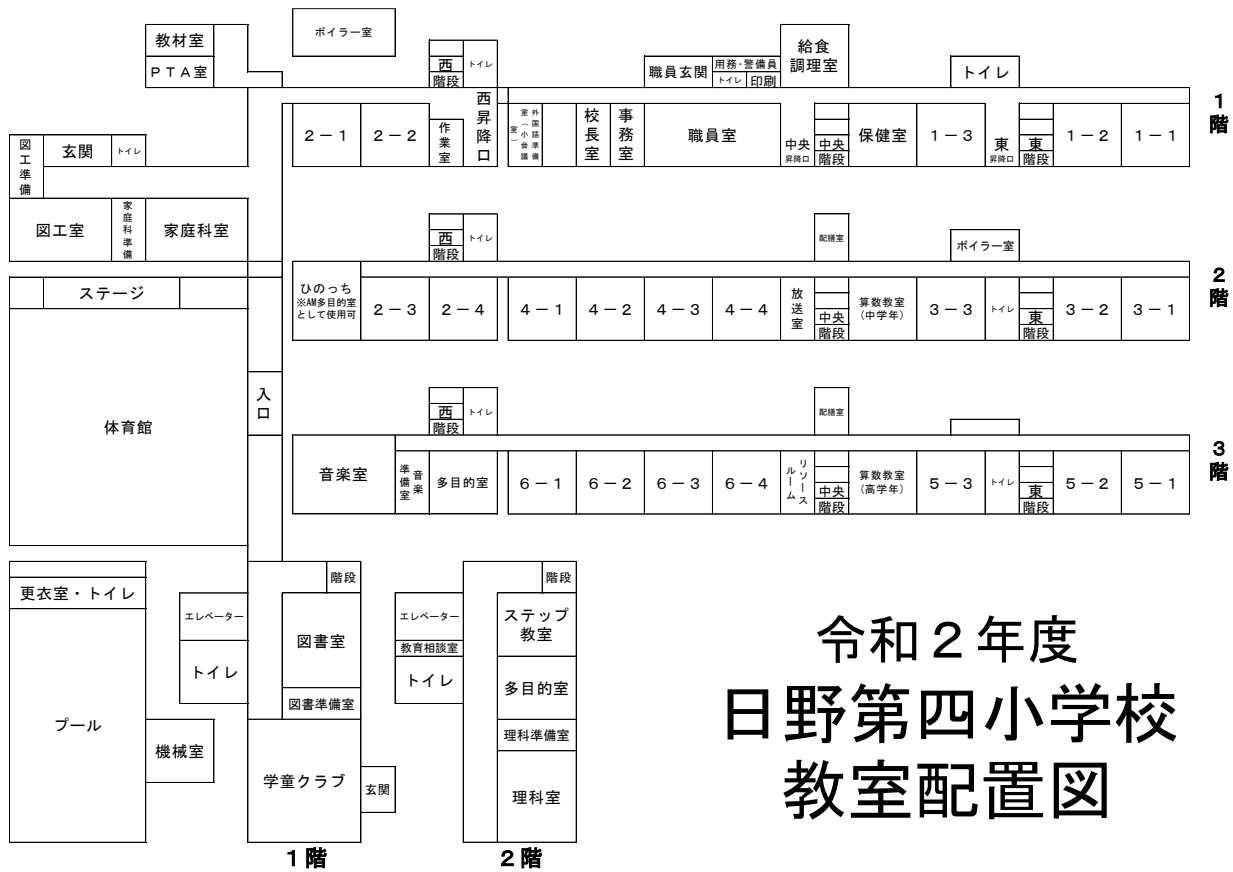 ボイラー室
教材室
PTA室
西
階段
トイレ
職員玄関
用務・警備員
トイレ
印刷
給食
調理室
トイレ
1階
2-1
2-2
作業室
西昇降口
外国語準備
室(小会議
室)
校長室
事務室
職員室
中央
昇降口
中央
階段
保健室
1-3
東
昇降口
東
階段
1-2
1-1
図工準備
玄関
トイレ
図工室
家庭科準備
家庭科室
西
階段
トイレ
配膳室
ボイラー室
2階
ステージ
ひのっち
※AM多目的室
として使用可
2-3
2-4
4-1
4-2
4-3
4-4
放送室
中央
階段
算数教室
(中学年)
3-3
トイレ
東
階段
3-2
3-1
体育館
入口
西
階段
トイレ
配膳室
3階
音楽室
音楽
準備室
多目的室
6-1
6-2
6-3
6-4
リソース
ルーム
中央
階段
算数教室
(高学年)
5-3
トイレ
東
階段
5-2
5-1
更衣室・トイレ
プール
機械室
エレベーター
トイレ
階段
図書室
図書準備室
学童クラブ
玄関
1階
エレベーター
教育相談室
トイレ
階段
ステップ
教室
多目的室
理科準備室
理科室
2階
令和2年度
日野第四小学校
教室配置図